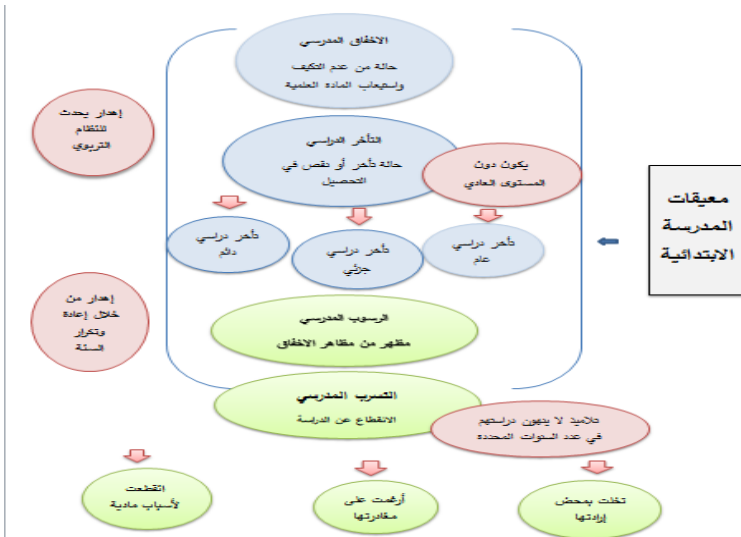 معيقات
المدرسة
الابتدائية
الاخفاق المدرسي
حالة من عدم التكيف
واستيعاب المادة العلمية
إهدار يحدث
للنظام
التربوي
التأخر الدراسي
حالة تأخر أو نقص في
التحصيل
يكون دون
المستوى العادي
تأخر دراسي
عام
تأخر دراسي
جزئي
تأخر دراسي
دائم
إهدار من
خلال إعادة
وتكرار
السنة
الرسوب المدرسي
مظهر من مظاهر الاخفاق
التسرب المدرسي
الانقطاع عن الدراسة
تلاميذ لا ينهون دراستهم
في عدد السنوات المحددة
تخلت بمحض
إرادتها
أرغمت على
مغادرتها
انقطعت
لأسباب مادية